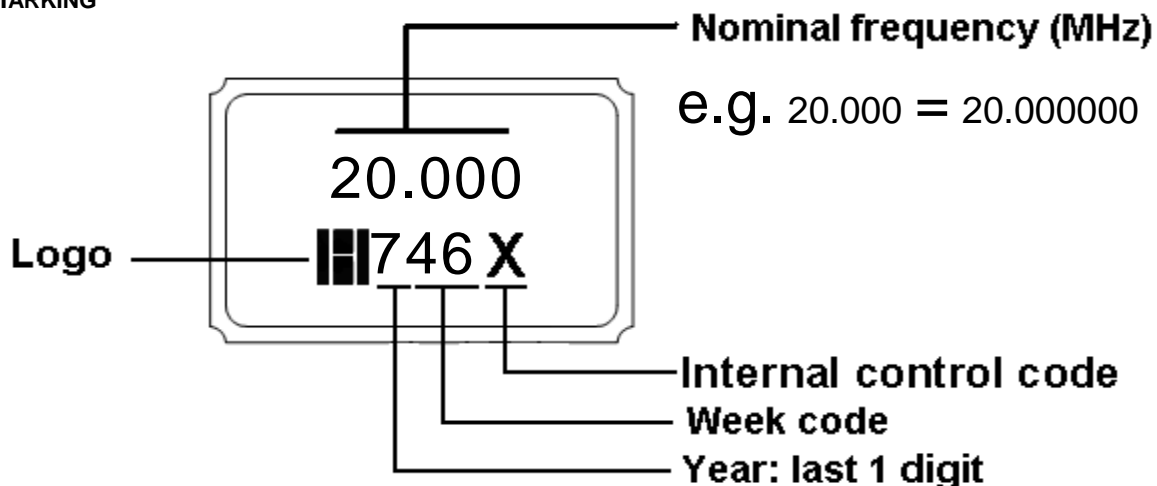 Nominal frequency (MHz)
e.g. 20.000 = 20.000000
20.000
Logo
746 X
Internal control code
Week code
Year: last 1 digit